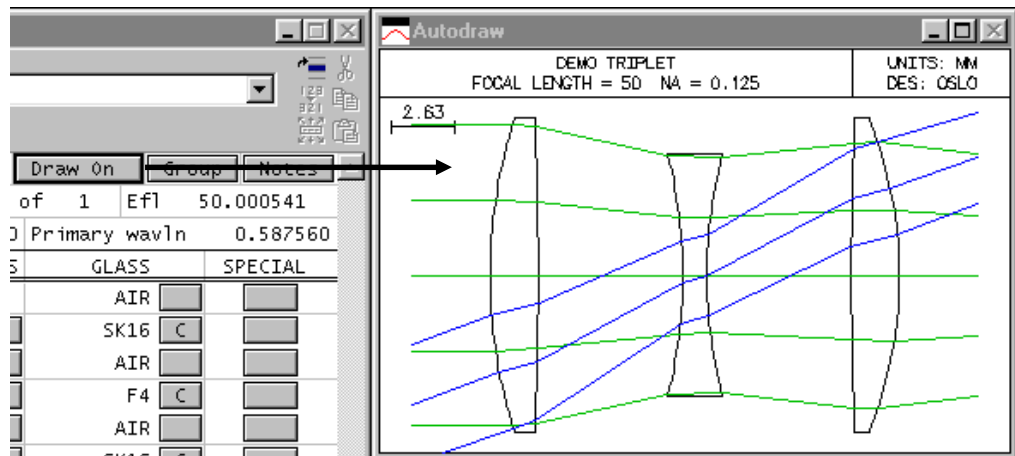 Autodraw
DEMO TRIPLET
FOCAL LENGTH = 50 NA = 0.125
UNITS: MM
DES: OSLO
2.63
Draw On Group Notes
of 1 Efl 50.000541
Primary wavln 0.587560
GLASS SPECIAL
AIR
SK16 C
AIR
F4 C
AIR